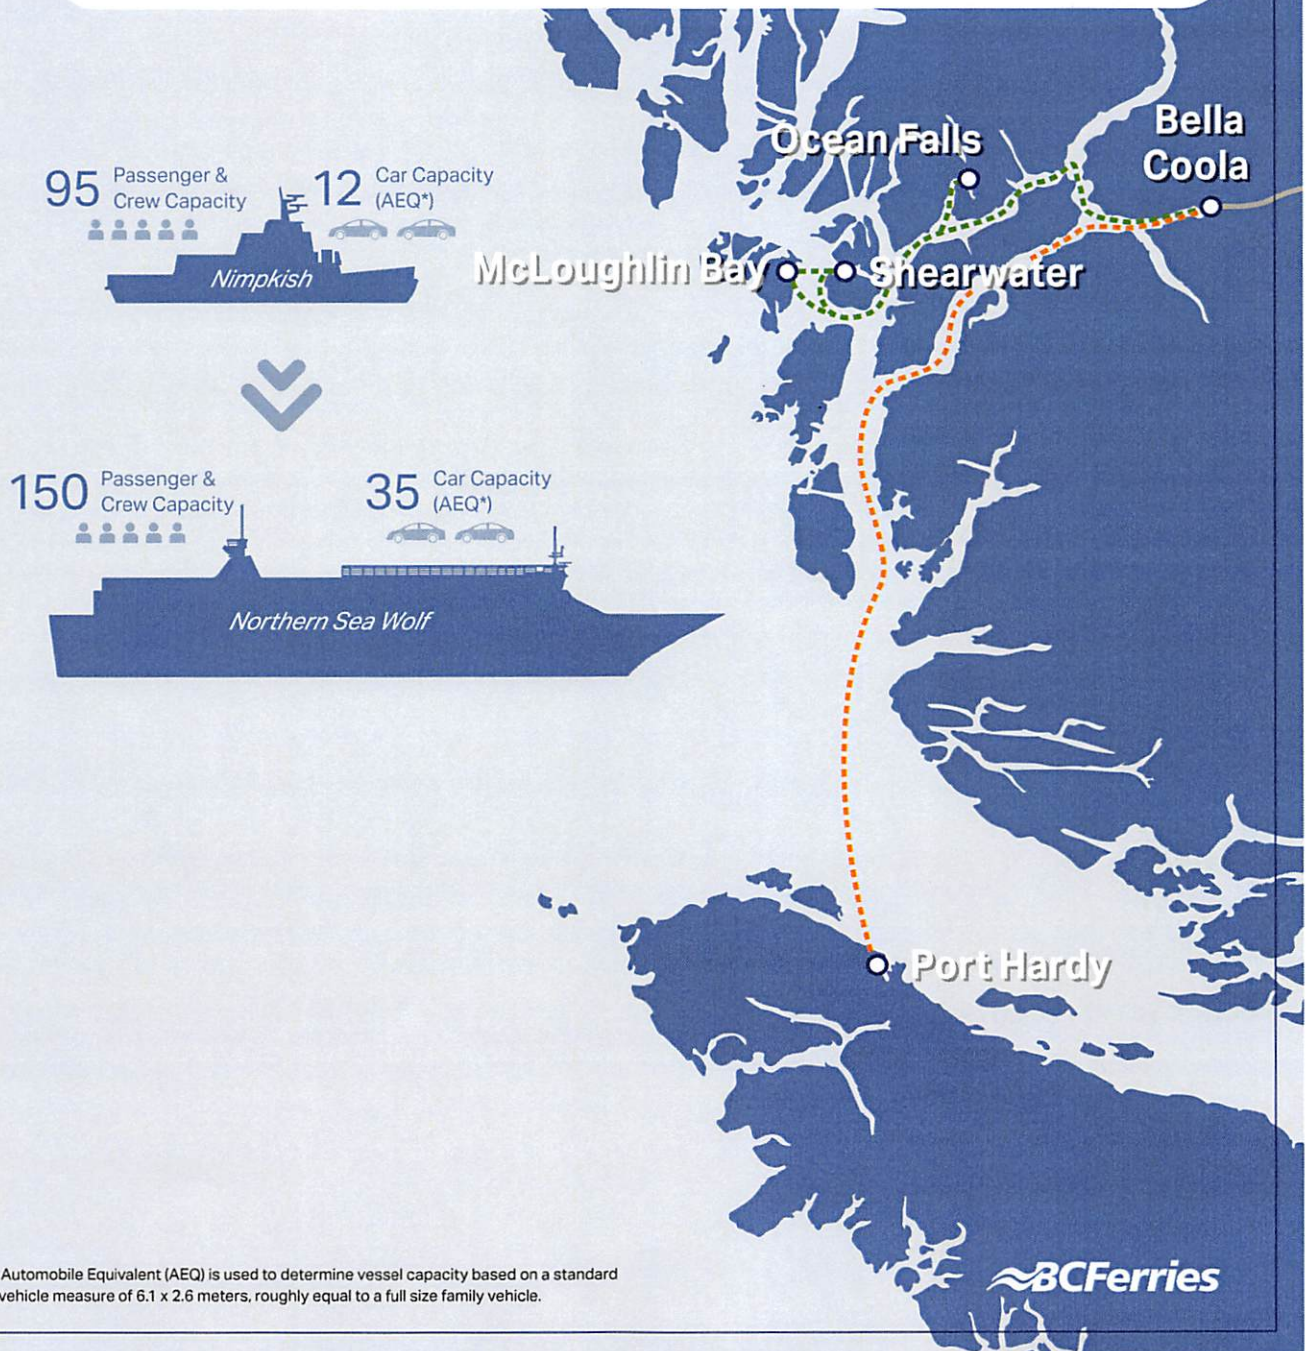 Ocean Falls
Bella
Coola
95 Passenger &
Crew Capacity
12 Car Capacity
(AEQ*)
Nimpkish
McLoughlin Bay
Shearwater
150 Passenger &
Crew Capacity
35 Car Capacity
(AEQ*)
Northern Sea Wolf
Port Hardy
Automobile Equivalent (AEQ) is used to determine vessel capacity based on a standard
vehicle measure of 6.1 x 2.6 meters, roughly equal to a full size family vehicle.
BCFerries